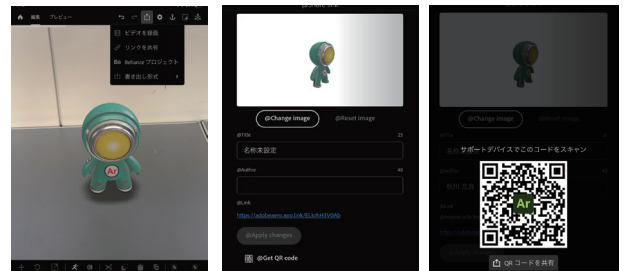 編集
プレビュー
ビデオを録画
リンクを共有
Behance プロジェクト
書き出し形式
Ar
@Share link
@Change image
@Reset image
@Title
25
名称未設定
@Author
40
@Link
@Apply changes
@Get QR code
@Change image
サポートデバイスでこのコードをスキャン
Ar
QR コードを共有